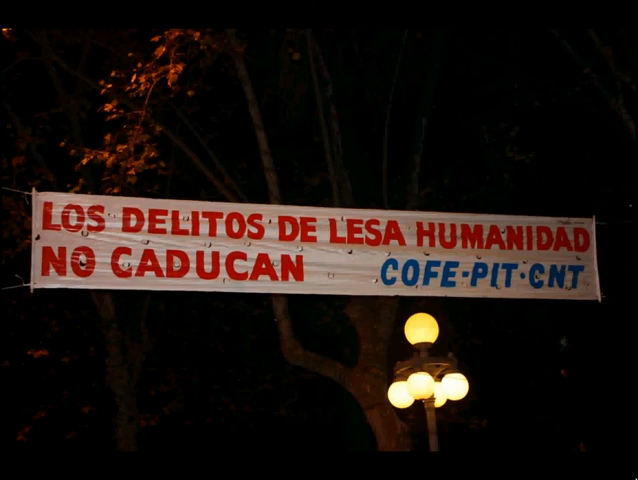 LOS DELITOS DE LESA HUMANIDAD
NO CADUCAN COFE-PIT-CNT